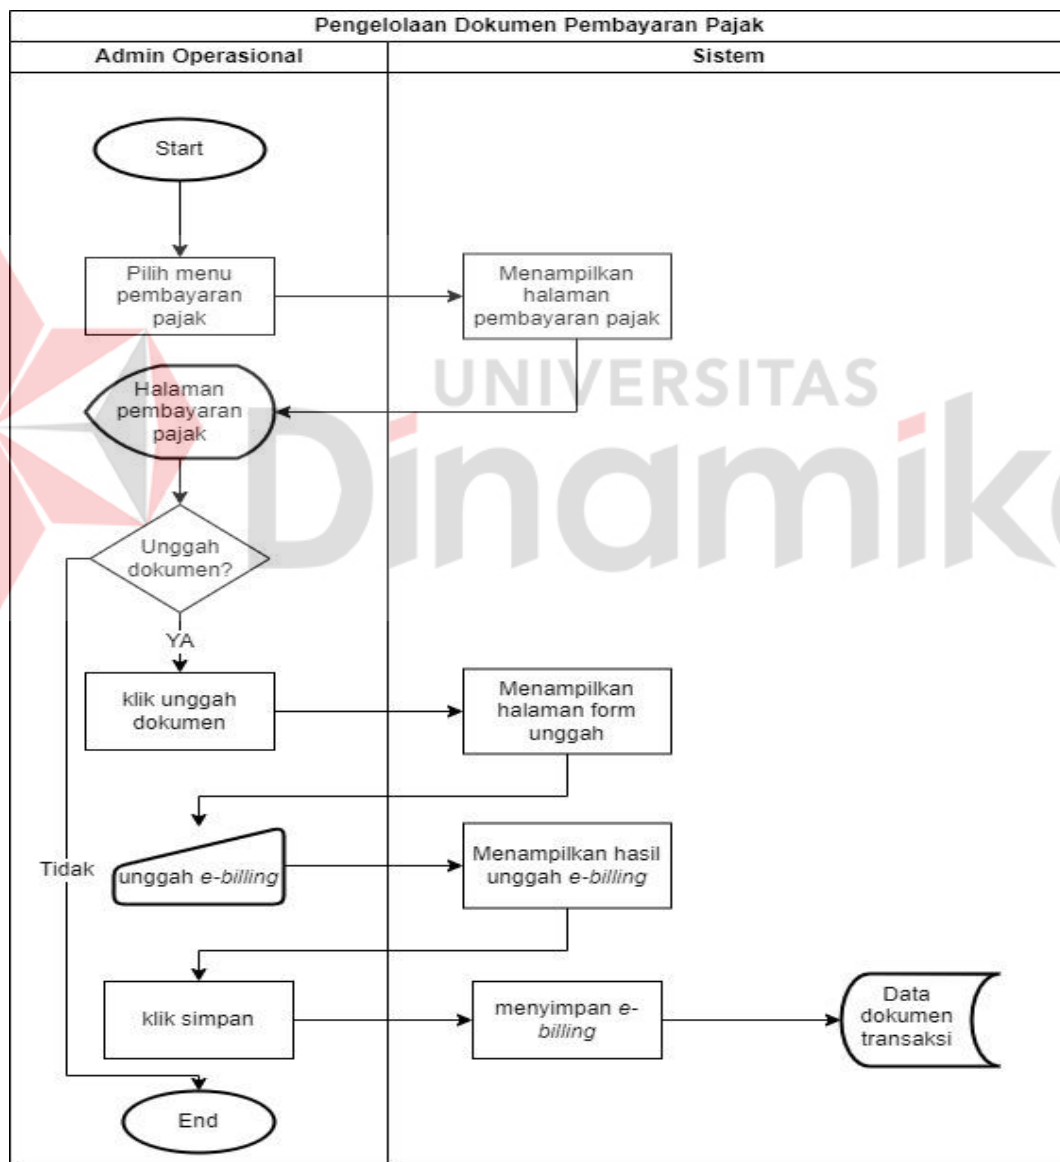 Pengelolaan Dokumen Pembayaran Pajak
Admin Operasional
Sistem
Start
Pilih menu
pembayaran
pajak
Menampilkan
halaman
pembayaran pajak
Halaman
pembayaran
pajak
UNIVERSITAS
Dinamika
Unggah
dokumen?
YA
klik unggah
dokumen
Menampilkan
halaman form
unggah
Tidak
unggah e-billing
Menampilkan hasil
unggah e-billing
klik simpan
menyimpan e-
billing
Data
dokumen
transaksi
End